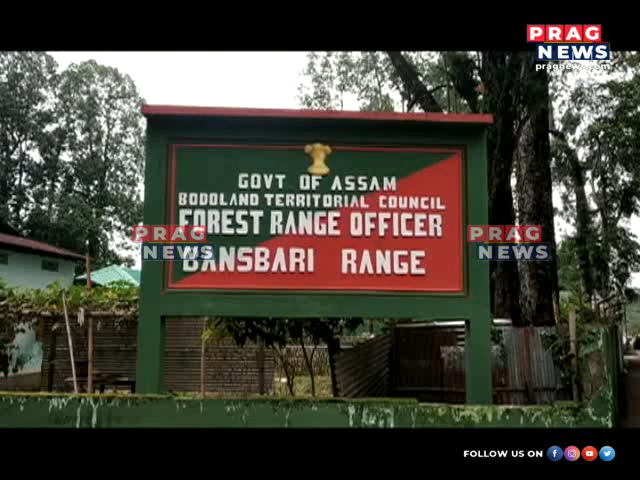 PRAG
NEWS
pragnews.com
GOVT OF ASSAM
BODOLAND TERRITORIAL COUNCIL
FOREST RANGE OFFICER
BANSBARI RANGE
PRAG
NEWS
PRAG
NEWS
FOLLOW US ON